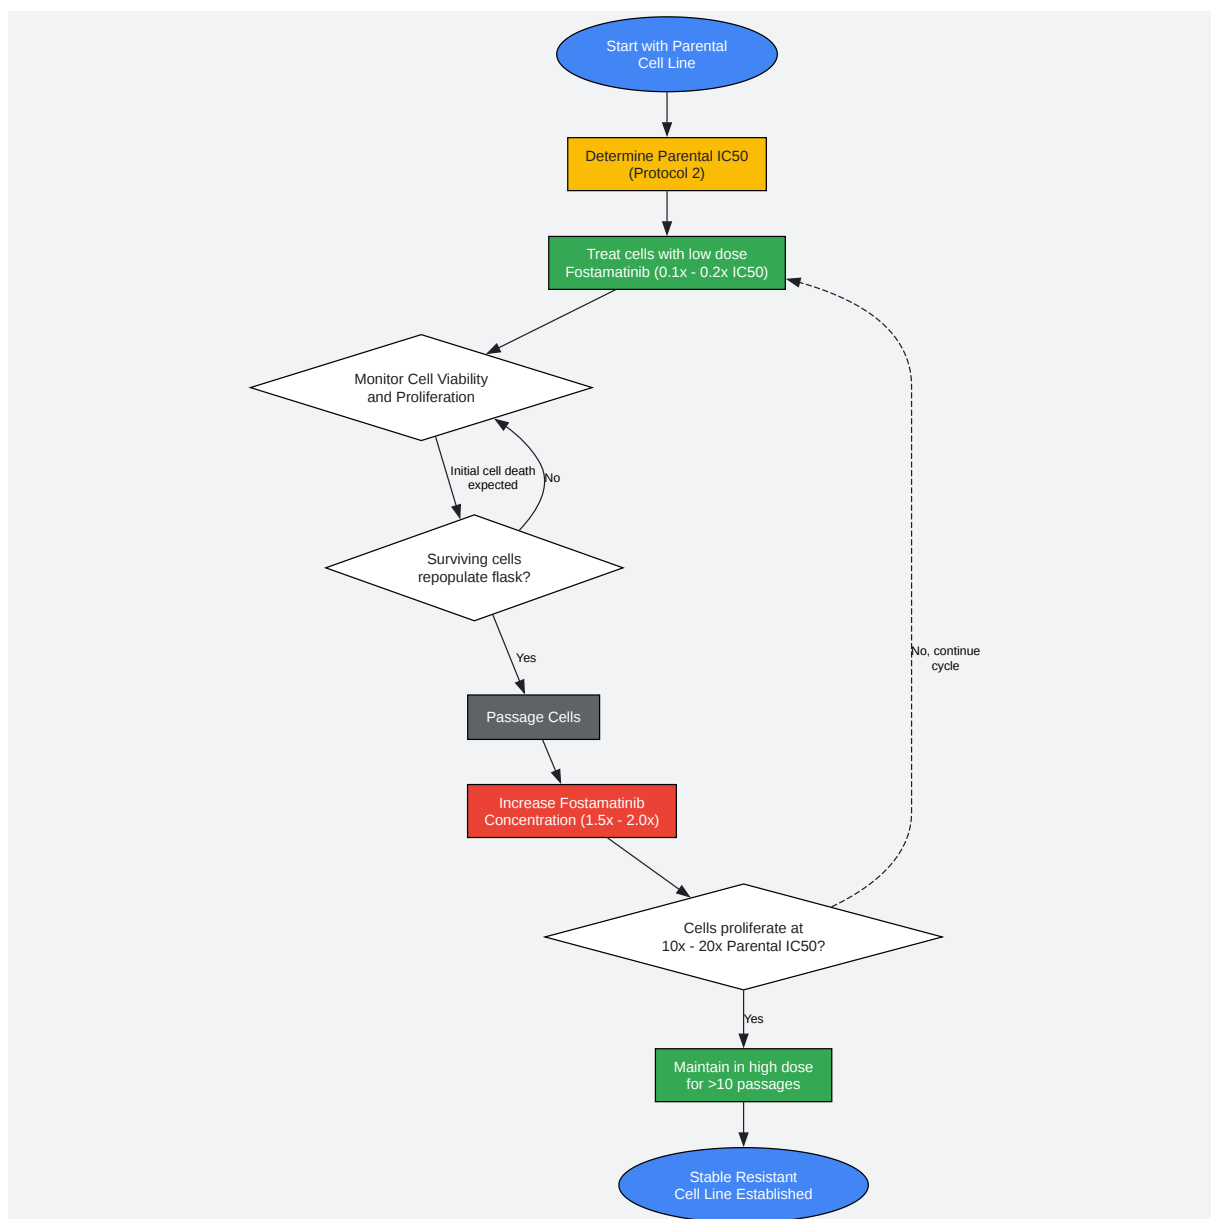 Start with Parental
Cell Line
Determine Parental IC50
(Protocol 2)
Treat cells with low dose
Fostamatinib (0.1x - 0.2x IC50)
Monitor Cell Viability
and Proliferation
Initial cell death
expected
No
Surviving cells
repopulate flask?
Yes
No, continue
cycle
Passage Cells
Increase Fostamatinib
Concentration (1.5x - 2.0x)
Cells proliferate at
10x - 20x Parental IC50?
Yes
Maintain in high dose
for >10 passages
Stable Resistant
Cell Line Established